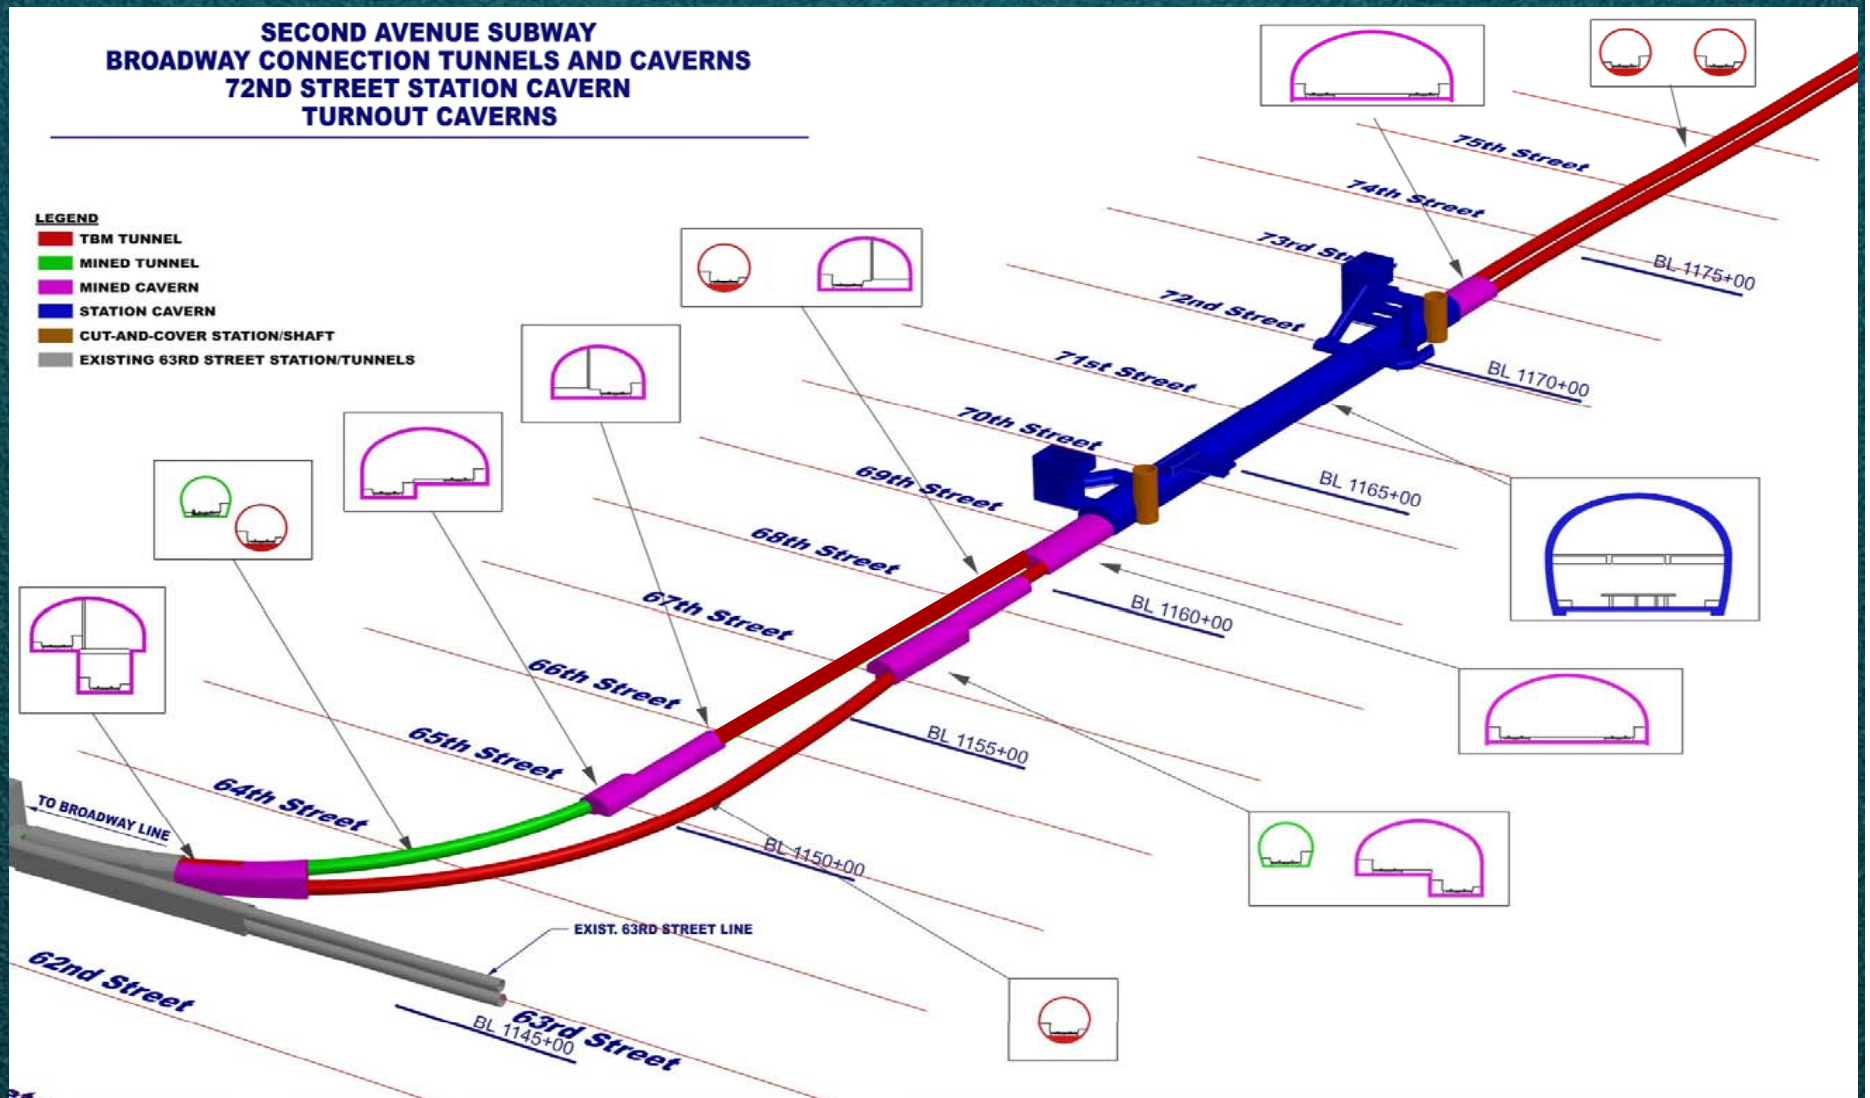 SECOND AVENUE SUBWAY
BROADWAY CONNECTION TUNNELS AND CAVERNS
72ND STREET STATION CAVERN
TURNOUT CAVERNS
LEGEND
TBM TUNNEL
MINED TUNNEL
MINED CAVERN
STATION CAVERN
CUT-AND-COVER STATION/SHAFT
EXISTING 63RD STREET STATION/TUNNELS
75th Street
74th Street
73rd
72nd Street
71st Street
70th Street
69th Street
68th Street
67th Street
66th Street
65th Street
64th Street
63rd Street
62nd Street
BL 1175+00
BL 1170+00
BL 1165+00
BL 1160+00
BL 1155+00
BL 1150+00
BL 1145+00
TO BROADWAY LINE
EXIST. 63RD STREET LINE